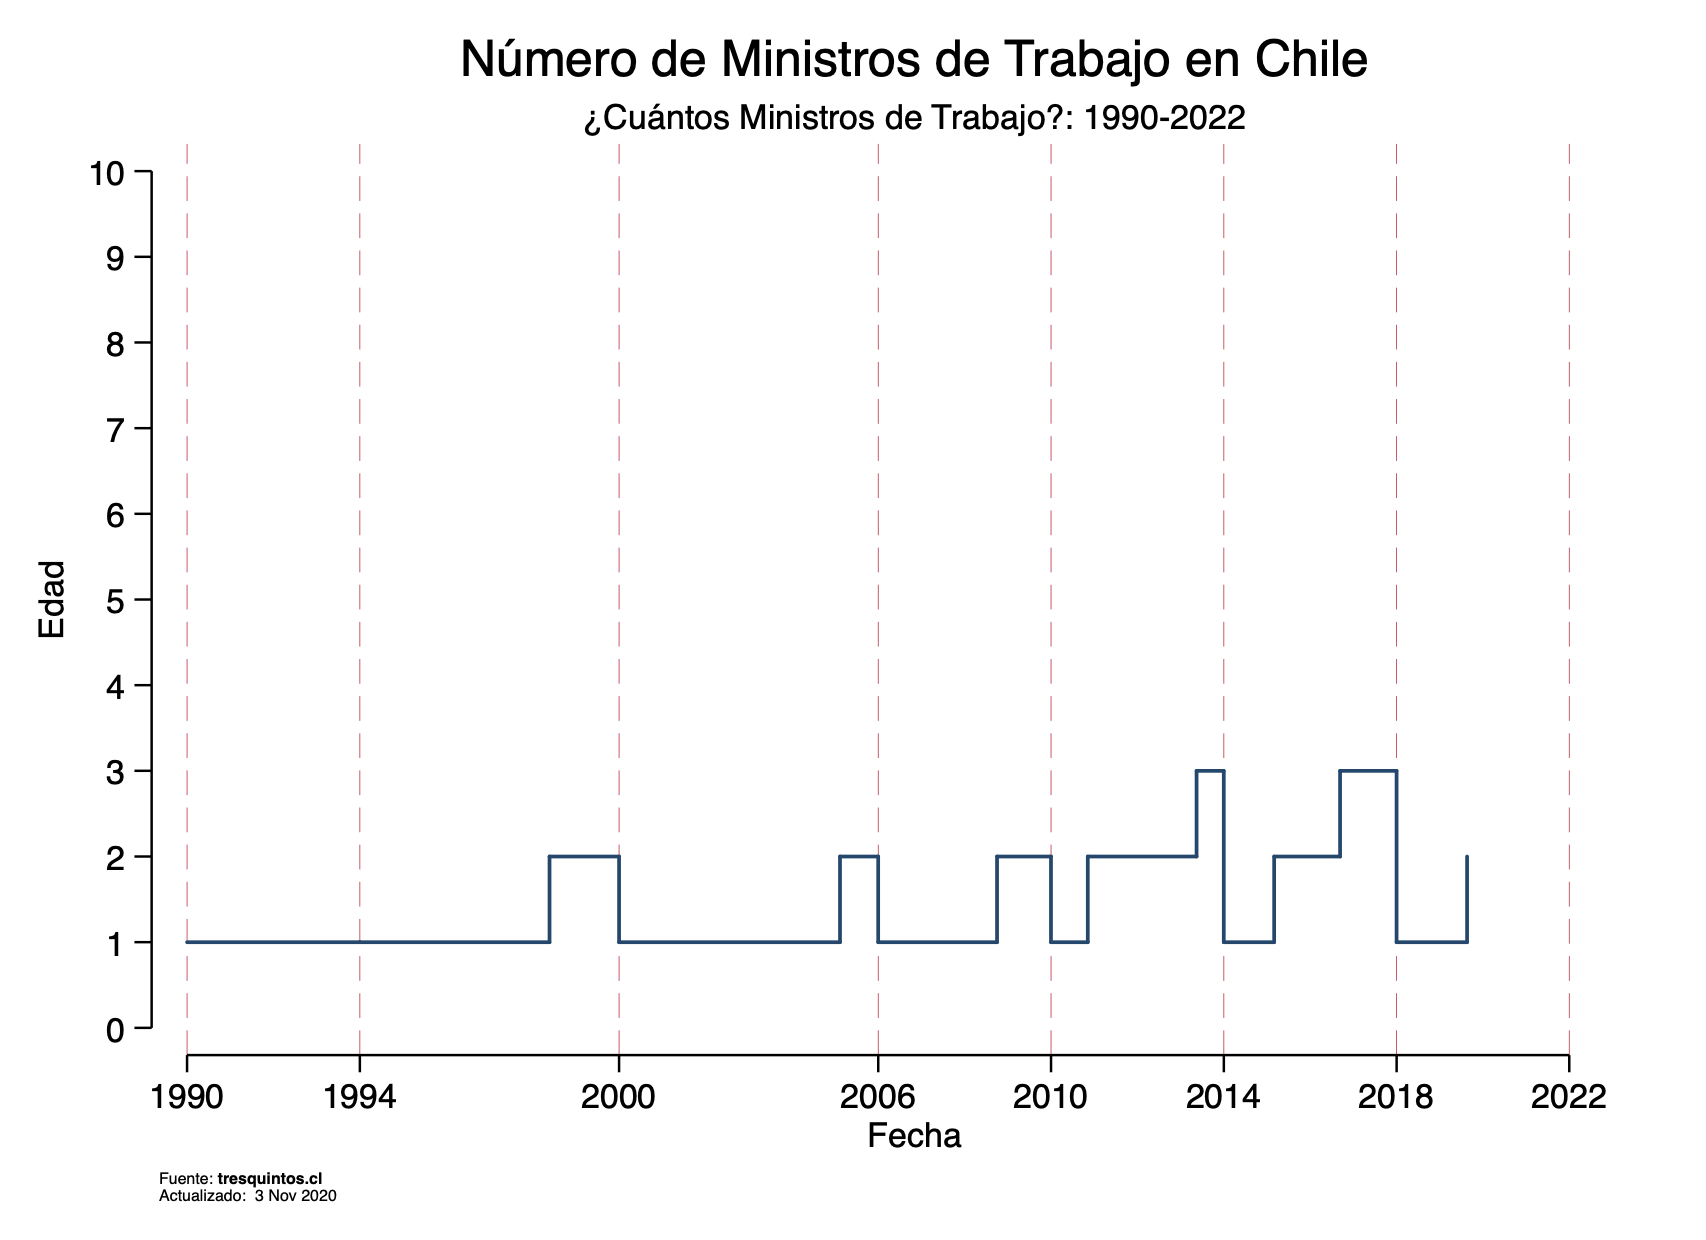 Número de Ministros de Trabajo en Chile
¿Cuántos Ministros de Trabajo?: 1990-2022
10
9
8
7
6
5
4
3
2
1
0
Edad
1990 1994 2000 2006 2010 2014 2018 2022
Fecha
Fuente: tresquintos.cl
Actualizado: 3 Nov 2020